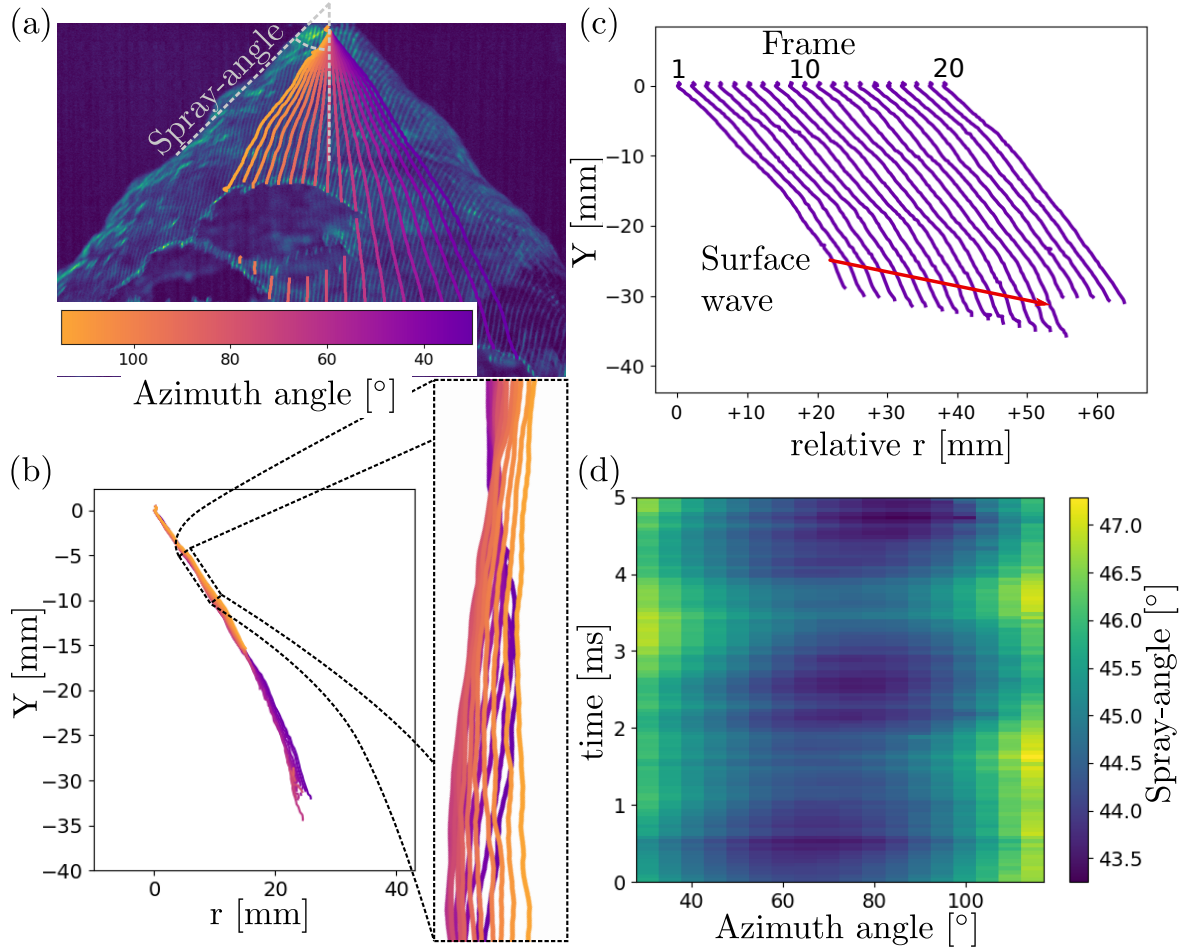 (a)
Spray-angle
100 80 60 40
Azimuth angle [°]
(b)
0
−5
−10
−15
−20
−25
−30
−35
−40
Y [mm]
0 20 40
r [mm]
(c)
Frame
1 10 20
0
−10
−20
−30
−40
Y [mm]
Surface
wave
0 +10 +20 +30 +40 +50 +60
relative r [mm]
(d)
5
4
3
2
1
0
time [ms]
40 60 80 100
Azimuth angle [°]
47.0
46.5
46.0
45.5
45.0
44.5
44.0
43.5
Spray-angle [°]